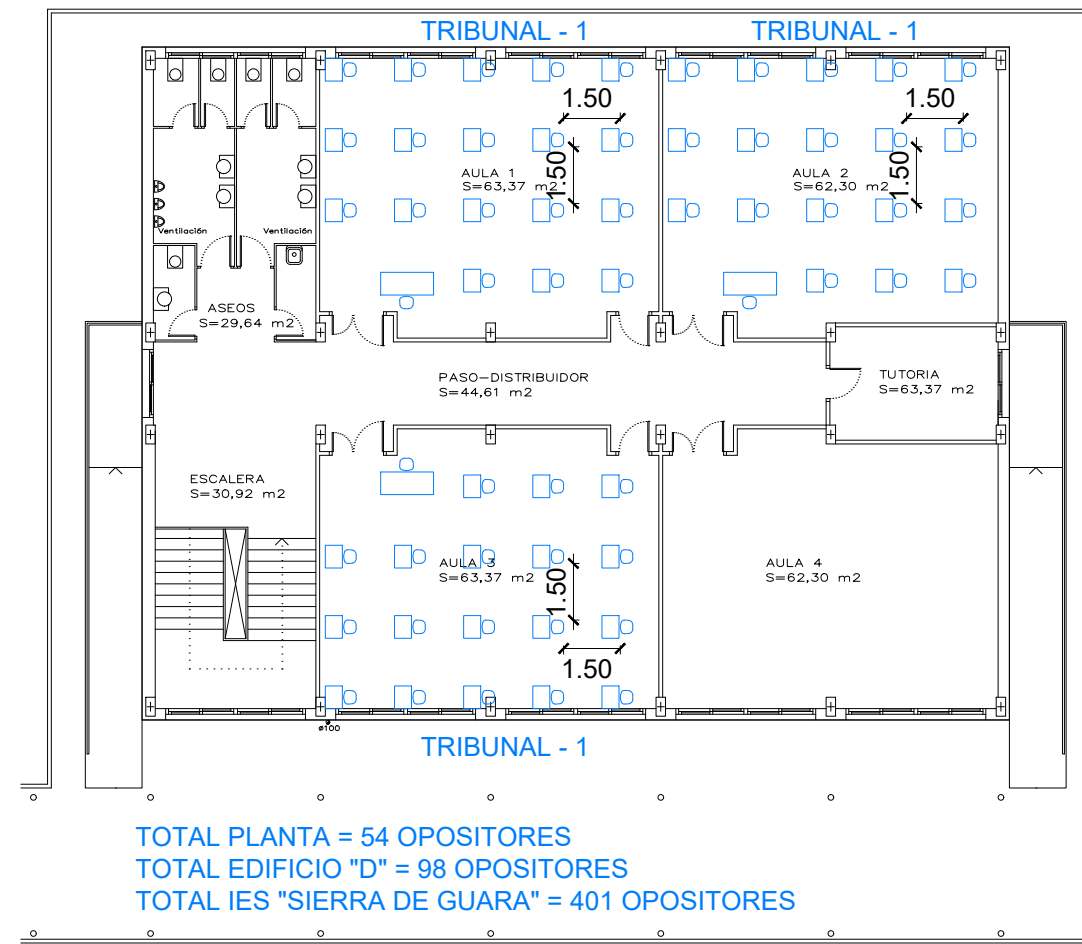 TRIBUNAL - 1
TRIBUNAL - 1
1.50
1.50
AULA 1
S=63,37 m2
1.50
AULA 2
S=62,30 m2
1.50
Ventilación
Ventilación
ASEOS
S=29,64 m2
PASO-DISTRIBUIDOR
S=44,61 m2
TUTORIA
S=63,37 m2
ESCALERA
S=30,92 m2
AULA 3
S=63,37 m2
1.50
AULA 4
S=62,30 m2
1.50
ø100
TRIBUNAL - 1
TOTAL PLANTA = 54 OPOSITORES
TOTAL EDIFICIO "D" = 98 OPOSITORES
TOTAL IES "SIERRA DE GUARA" = 401 OPOSITORES